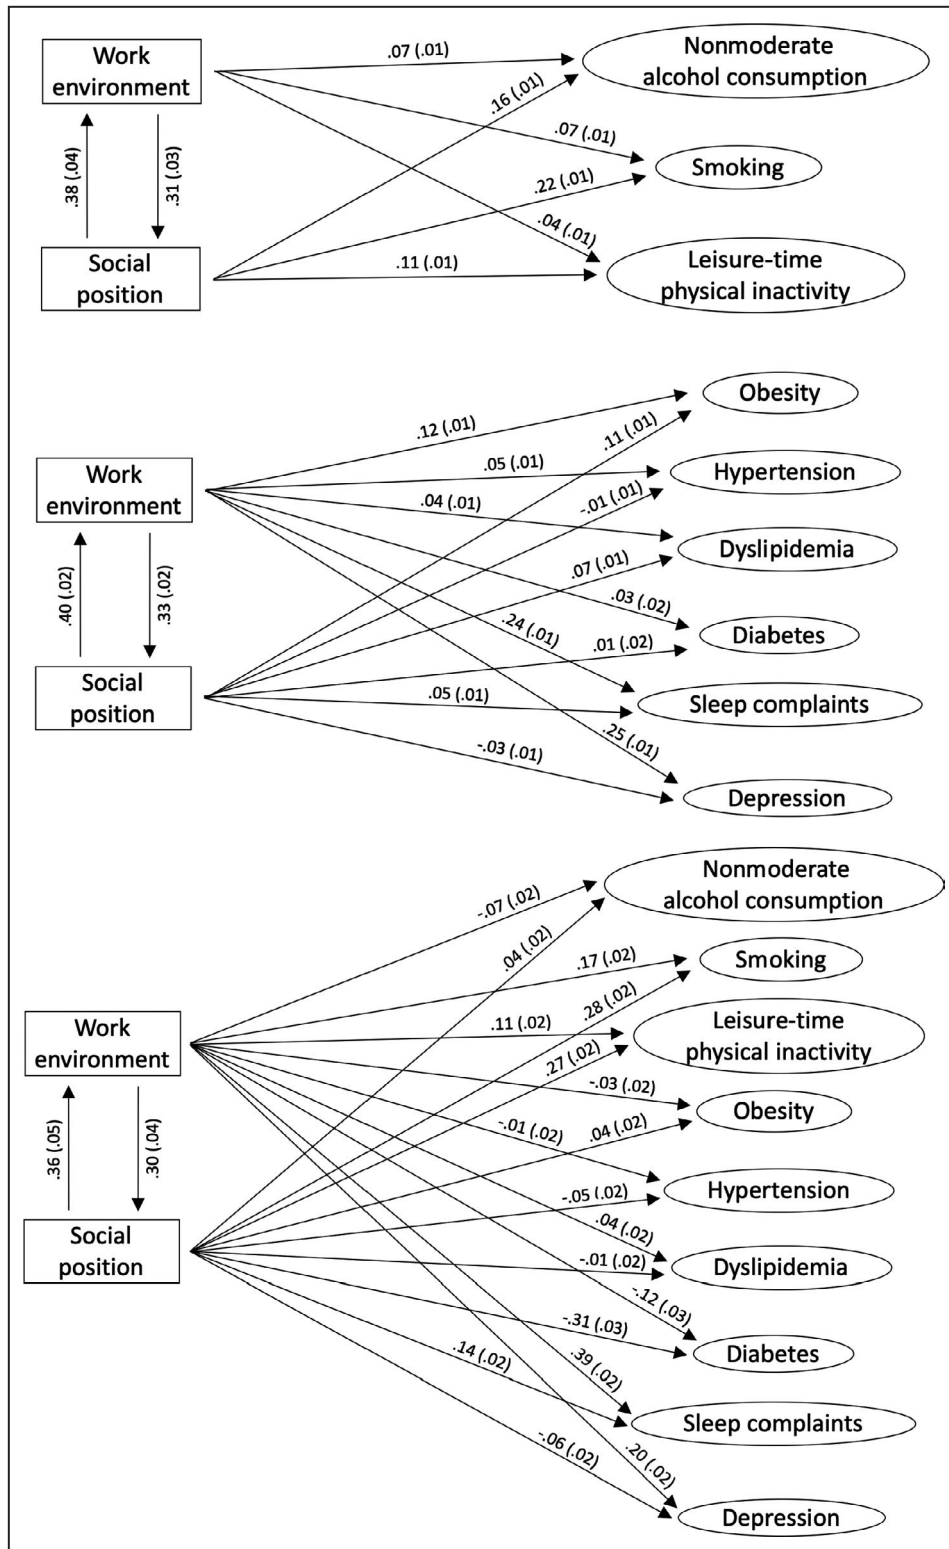 Work
environment
Social
position
.38 (.04)
.31 (.03)
.07 (.01)
.16 (.01)
.07 (.01)
.22 (.01)
.04 (.01)
.11 (.01)
Nonmoderate
alcohol consumption
Smoking
Leisure-time
physical inactivity
Work
environment
Social
position
.40 (.02)
.33 (.02)
.12 (.01)
.11 (.01)
.05 (.01)
-.01 (.01)
.04 (.01)
.07 (.01)
.03 (.02)
.24 (.01)
.01 (.02)
.05 (.01)
.25 (.01)
-.03 (.01)
Obesity
Hypertension
Dyslipidemia
Diabetes
Sleep complaints
Depression
Work
environment
Social
position
.36 (.05)
.30 (.04)
-.07 (.02)
.04 (.02)
.17 (.02)
.28 (.02)
.11 (.02)
.27 (.02)
-.03 (.02)
.04 (.02)
-.01 (.02)
-.05 (.02)
.04 (.02)
-.01 (.02)
-.12 (.03)
-.31 (.03)
.39 (.02)
.14 (.02)
.20 (.02)
-.06 (.02)
Nonmoderate
alcohol consumption
Smoking
Leisure-time
physical inactivity
Obesity
Hypertension
Dyslipidemia
Diabetes
Sleep complaints
Depression